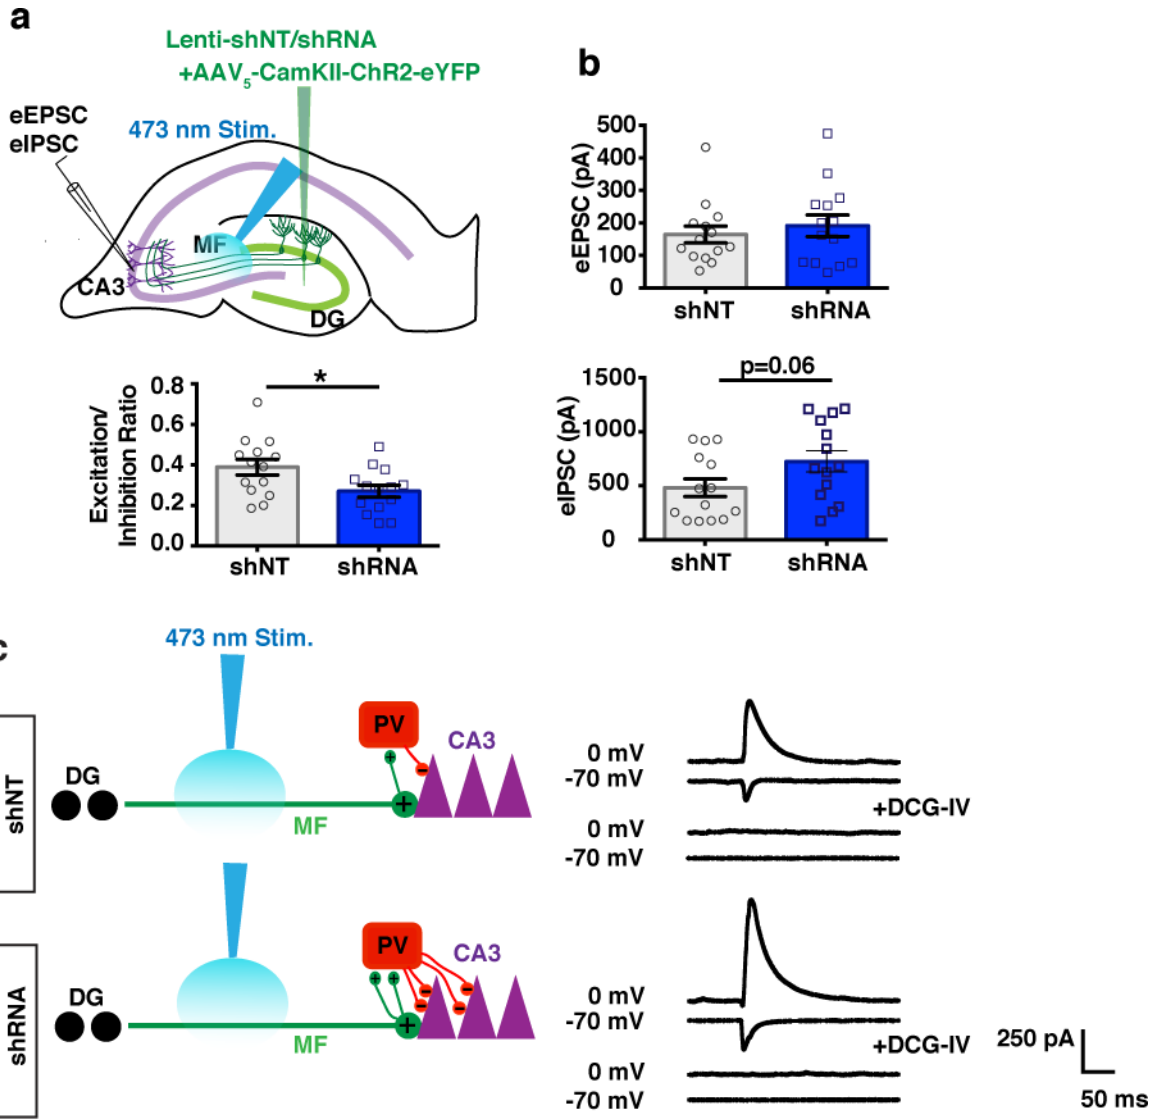 a
Lenti-shNT/shRNA
+AAV5-CamKII-ChR2-eYFP
eEPSC
eIPSC
473 nm Stim.
MF
CA3
DG
b
eEPSC (pA)
500
400
300
200
100
0
shNT
shRNA
Excitation/
Inhibition Ratio
0.8
0.6
0.4
0.2
0.0
*
shNT
shRNA
eIPSC (pA)
1500
1000
500
0
p=0.06
shNT
shRNA
c
473 nm Stim.
shNT
DG
MF
PV
+
-
+
CA3
0 mV
-70 mV
+DCG-IV
0 mV
-70 mV
shRNA
DG
MF
PV
+ +
- -
- -
+
CA3
0 mV
-70 mV
+DCG-IV
0 mV
-70 mV
250 pA
50 ms